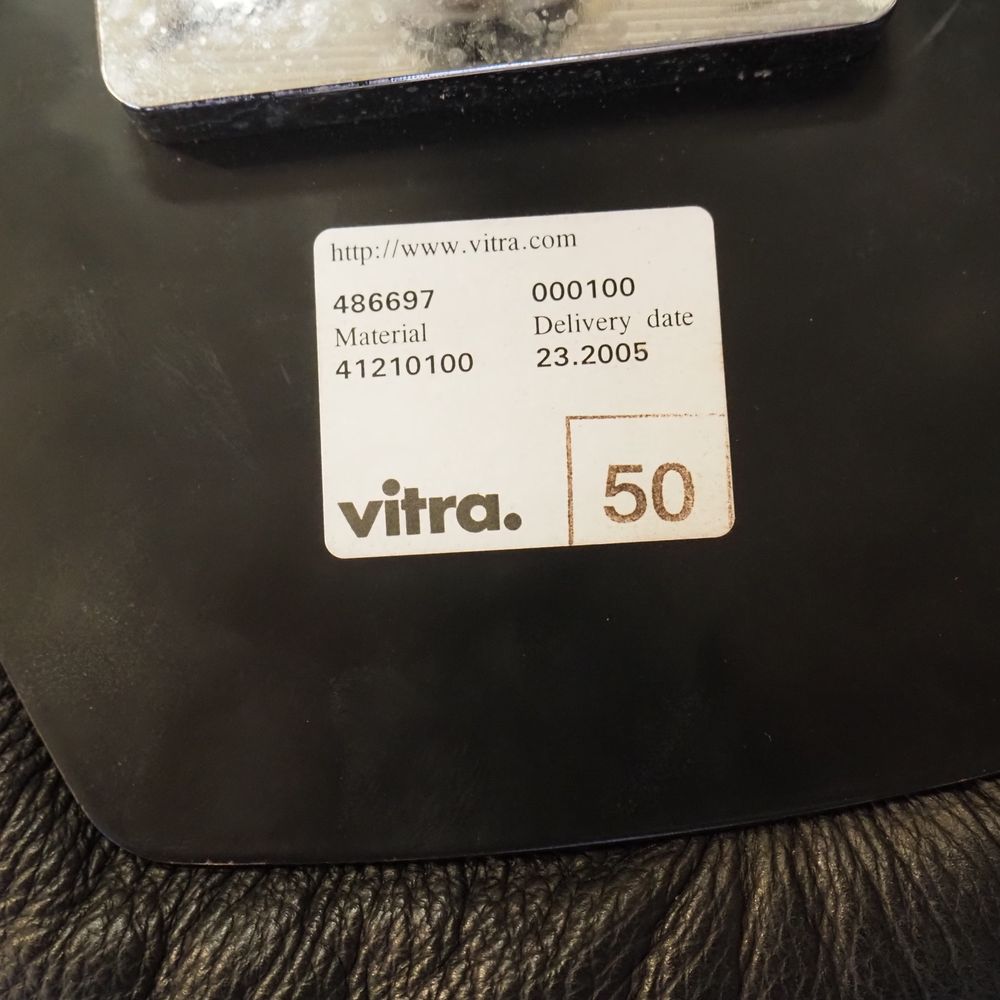 http://www.vitra.com
486697 000100
Material Delivery date
41210100 23.2005
vitra. 50